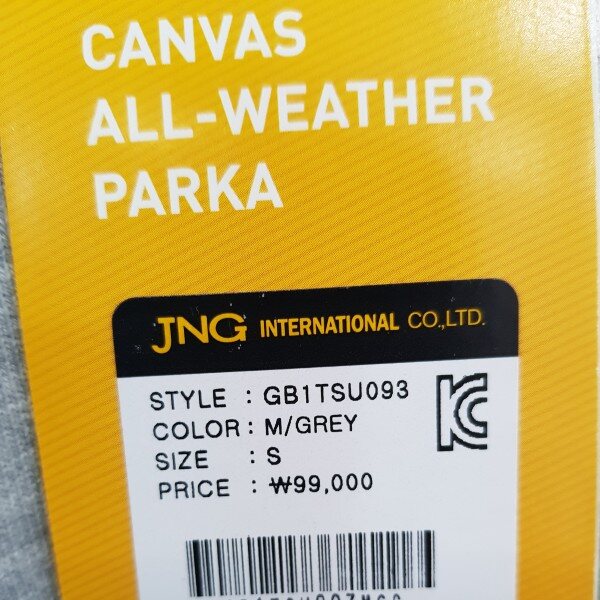 CANVAS
ALL-WEATHER
PARKA
JNG INTERNATIONAL CO.,LTD.
STYLE : GB1TSU093
COLOR : M/GREY
SIZE : S
PRICE : ₩99,000